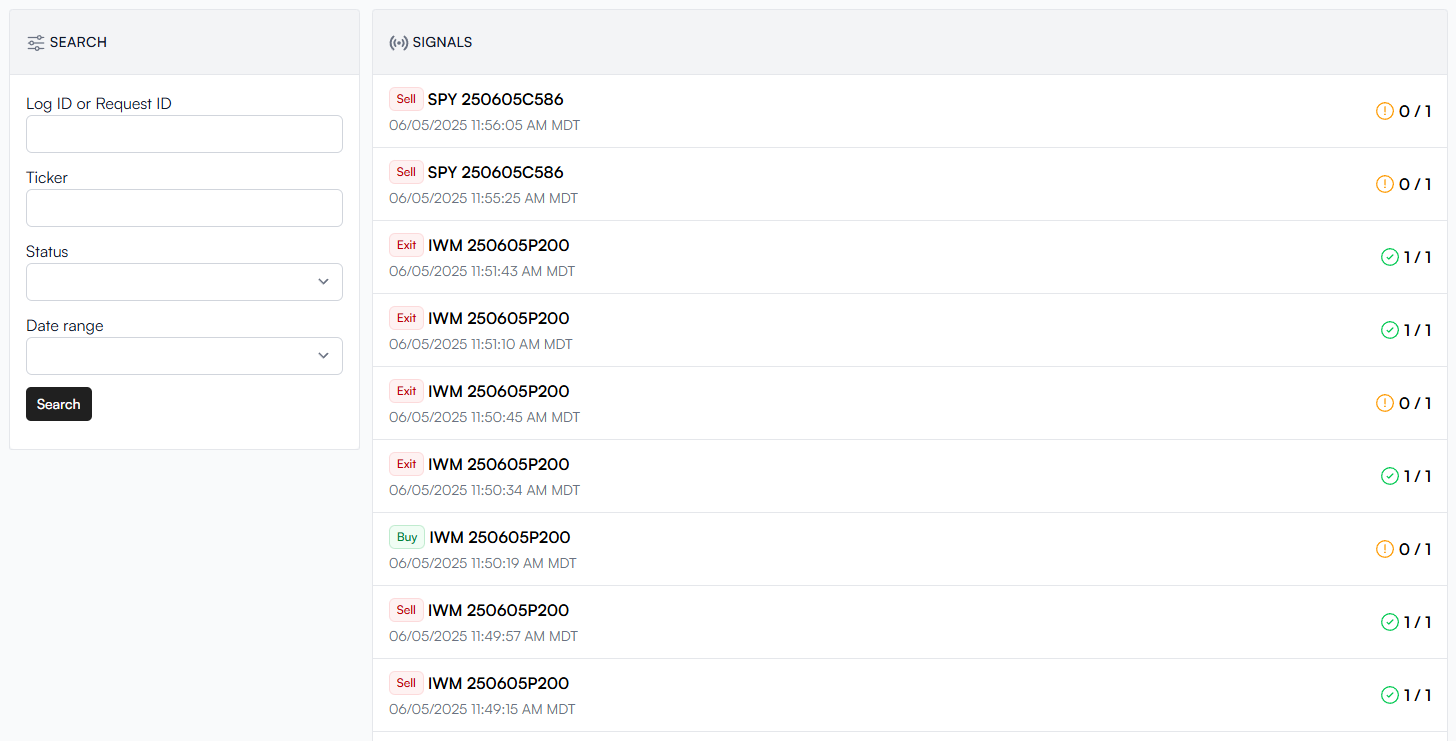 SEARCH
Log ID or Request ID
Ticker
Status
Date range
Search
SIGNALS
Sell SPY 250605C586
06/05/2025 11:56:05 AM MDT
0 / 1
Sell SPY 250605C586
06/05/2025 11:55:25 AM MDT
0 / 1
Exit IWM 250605P200
06/05/2025 11:51:43 AM MDT
1 / 1
Exit IWM 250605P200
06/05/2025 11:51:10 AM MDT
1 / 1
Exit IWM 250605P200
06/05/2025 11:50:45 AM MDT
0 / 1
Exit IWM 250605P200
06/05/2025 11:50:34 AM MDT
1 / 1
Buy IWM 250605P200
06/05/2025 11:50:19 AM MDT
0 / 1
Sell IWM 250605P200
06/05/2025 11:49:57 AM MDT
1 / 1
Sell IWM 250605P200
06/05/2025 11:49:15 AM MDT
1 / 1